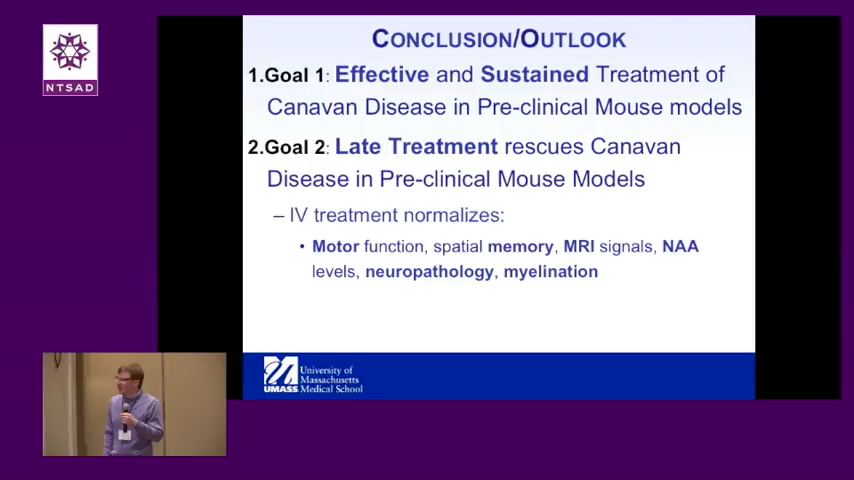 NTSAD
CONCLUSION/OUTLOOK
1.Goal 1: Effective and Sustained Treatment of
Canavan Disease in Pre-clinical Mouse models
2.Goal 2: Late Treatment rescues Canavan
Disease in Pre-clinical Mouse Models
– IV treatment normalizes:
• Motor function, spatial memory, MRI signals, NAA
levels, neuropathology, myelination
UMASS
University of
Massachusetts
Medical School